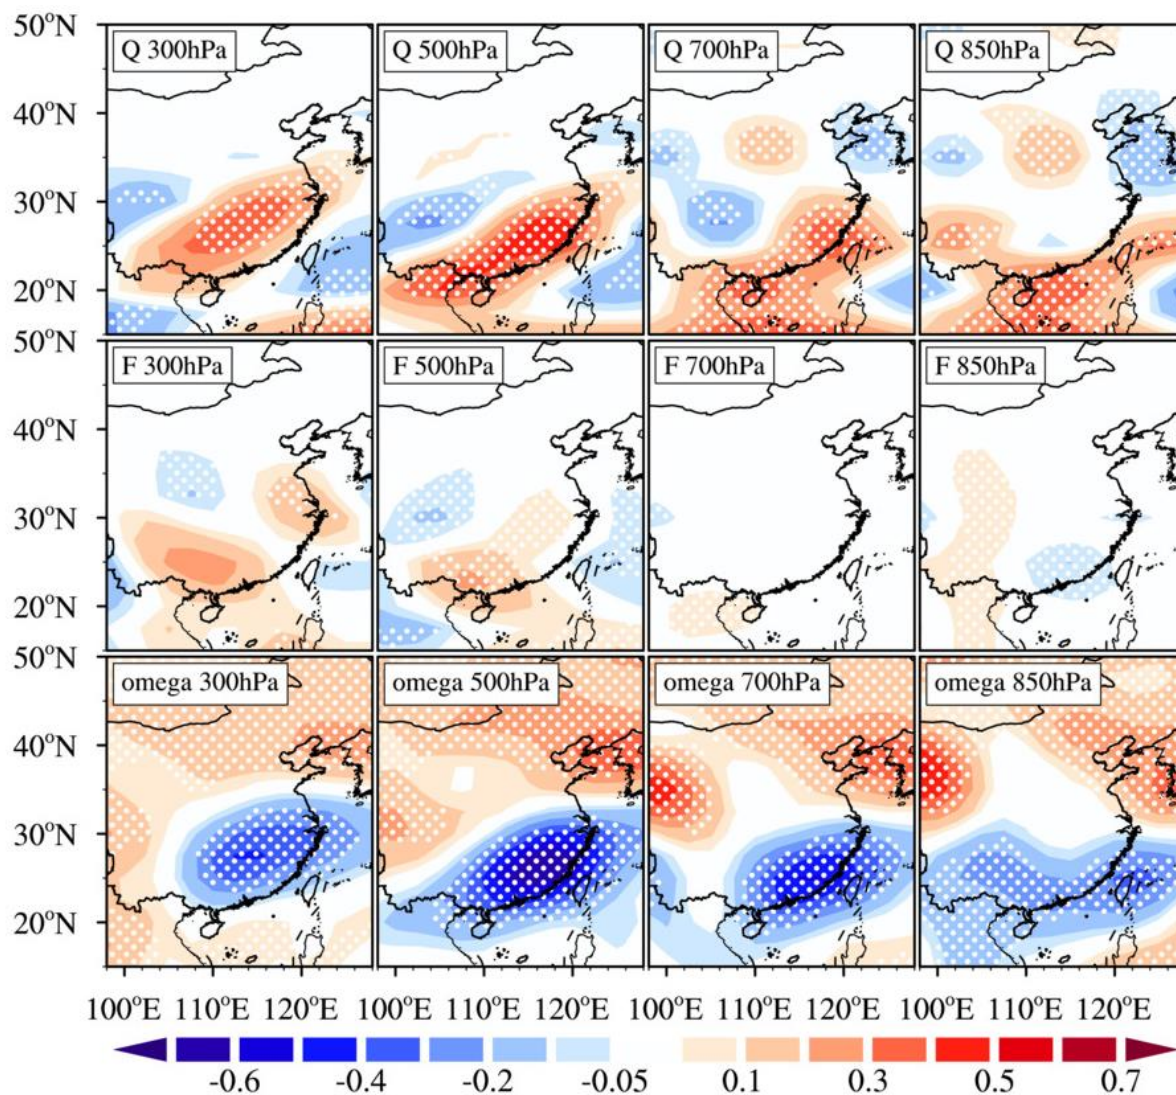 50°N
Q 300hPa
Q 500hPa
Q 700hPa
Q 850hPa
40°N
30°N
20°N
50°N
F 300hPa
F 500hPa
F 700hPa
F 850hPa
40°N
30°N
20°N
50°N
omega 300hPa
omega 500hPa
omega 700hPa
omega 850hPa
40°N
30°N
20°N
100°E 110°E 120°E 100°E 110°E 120°E 100°E 110°E 120°E 100°E 110°E 120°E
-0.6 -0.4 -0.2 -0.05 0.1 0.3 0.5 0.7